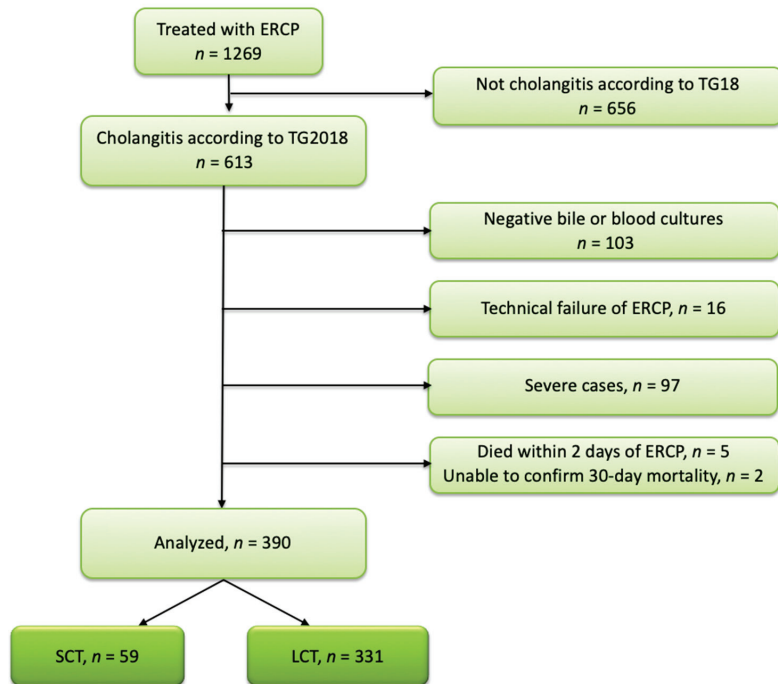 Treated with ERCP
n = 1269
Not cholangitis according to TG18
n = 656
Cholangitis according to TG2018
n = 613
Negative bile or blood cultures
n = 103
Technical failure of ERCP, n = 16
Severe cases, n = 97
Died within 2 days of ERCP, n = 5
Unable to confirm 30-day mortality, n = 2
Analyzed, n = 390
SCT, n = 59
LCT, n = 331